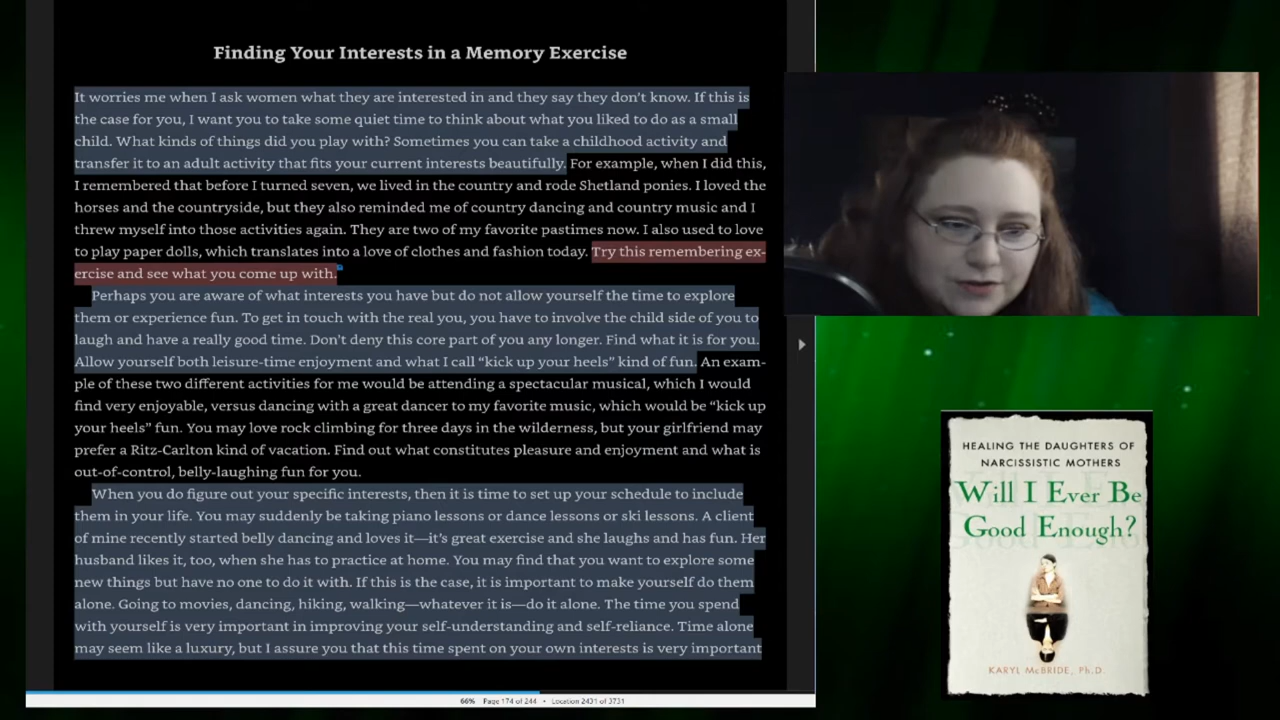 Finding Your Interests in a Memory Exercise
It worries me when I ask women what they are interested in and they say they don't know. If this is
the case for you, I want you to take some quiet time to think about what you liked to do as a small
child. What kinds of things did you play with? Sometimes you can take a childhood activity and
transfer it to an adult activity that fits your current interests beautifully. For example, when I did this,
I remembered that before I turned seven, we lived in the country and rode Shetland ponies. I loved the
horses and the countryside, but they also reminded me of country dancing and country music and I
threw myself into those activities again. They are two of my favorite pastimes now. I also used to love
to play paper dolls, which translates into a love of clothes and fashion today. Try this remembering ex-
ercise and see what you come up with.
Perhaps you are aware of what interests you have but do not allow yourself the time to explore
them or experience fun. To get in touch with the real you, you have to involve the child side of you to
laugh and have a really good time. Don't deny this core part of you any longer. Find what it is for you.
Allow yourself both leisure-time enjoyment and what I call “kick up your heels” kind of fun. An exam-
ple of these two different activities for me would be attending a spectacular musical, which I would
find very enjoyable, versus dancing with a great dancer to my favorite music, which would be “kick up
your heels” fun. You may love rock climbing for three days in the wilderness, but your girlfriend may
prefer a Ritz-Carlton kind of vacation. Find out what constitutes pleasure and enjoyment and what is
out-of-control, belly-laughing fun for you.
When you do figure out your specific interests, then it is time to set up your schedule to include
them in your life. You may suddenly be taking piano lessons or dance lessons or ski lessons. A client
of mine recently started belly dancing and loves it—it's great exercise and she laughs and has fun. Her
husband likes it, too, when she has to practice at home. You may find that you want to explore some
new things but have no one to do it with. If this is the case, it is important to make yourself do them
alone. Going to movies, dancing, hiking, walking—whatever it is—do it alone. The time you spend
with yourself is very important in improving your self-understanding and self-reliance. Time alone
may seem like a luxury, but I assure you that this time spent on your own interests is very important
66% Page 174 of 244 • Location 2431 of 3731
HEALING THE DAUGHTERS OF
NARCISSISTIC MOTHERS
Will I Ever Be
Good Enough?
KARYL McBRIDE, Ph.D.